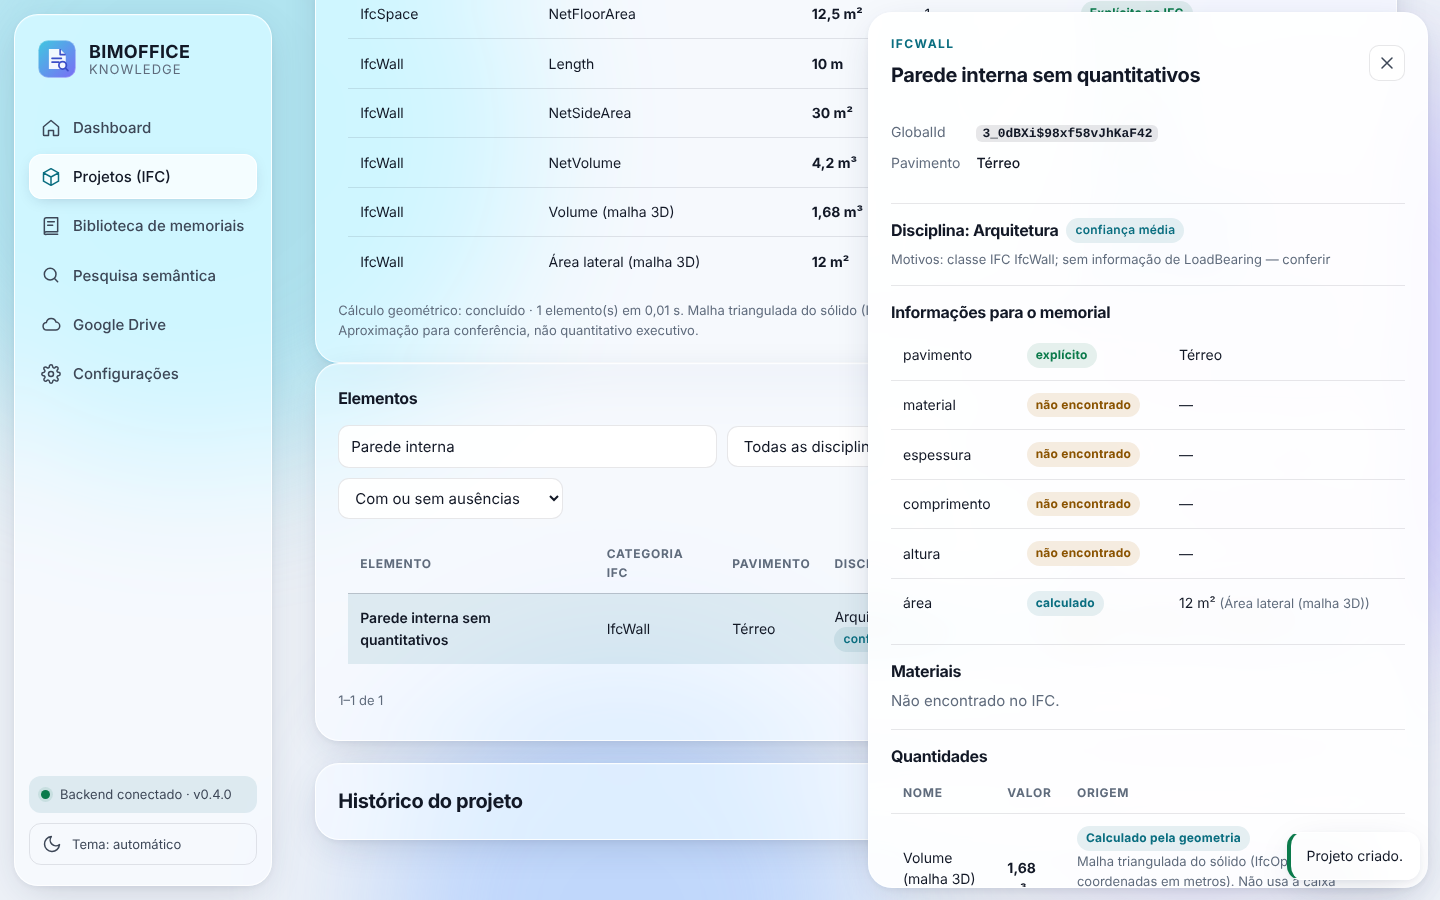 BIMOFFICE
KNOWLEDGE
Dashboard
Projetos (IFC)
Biblioteca de memoriais
Pesquisa semântica
Google Drive
Configurações
Backend conectado · v0.4.0
Tema: automático
IfcSpace NetFloorArea 12,5 m² 1 Explícito no IFC
IfcWall Length 10 m
IfcWall NetSideArea 30 m²
IfcWall NetVolume 4,2 m³
IfcWall Volume (malha 3D) 1,68 m³
IfcWall Área lateral (malha 3D) 12 m²
Cálculo geométrico: concluído · 1 elemento(s) em 0,01 s. Malha triangulada do sólido (I
Aproximação para conferência, não quantitativo executivo.
Elementos
Parede interna Todas as disciplin
Com ou sem ausências
ELEMENTO CATEGORIA IFC PAVIMENTO DISCI
Parede interna sem quantitativos IfcWall Térreo Arqui
conf
1–1 de 1
Histórico do projeto
IFCWALL
Parede interna sem quantitativos
GlobalId 3_0dBXi$98xf58vJhKaF42
Pavimento Térreo
Disciplina: Arquitetura confiança média
Motivos: classe IFC IfcWall; sem informação de LoadBearing — conferir
Informações para o memorial
pavimento explícito Térreo
material não encontrado —
espessura não encontrado —
comprimento não encontrado —
altura não encontrado —
área calculado 12 m² (Área lateral (malha 3D))
Materiais
Não encontrado no IFC.
Quantidades
NOME VALOR ORIGEM
Volume (malha 3D) 1,68 Calculado pela geometria
Malha triangulada do sólido (IfcOp
coordenadas em metros). Não usa a caixa
Projeto criado.